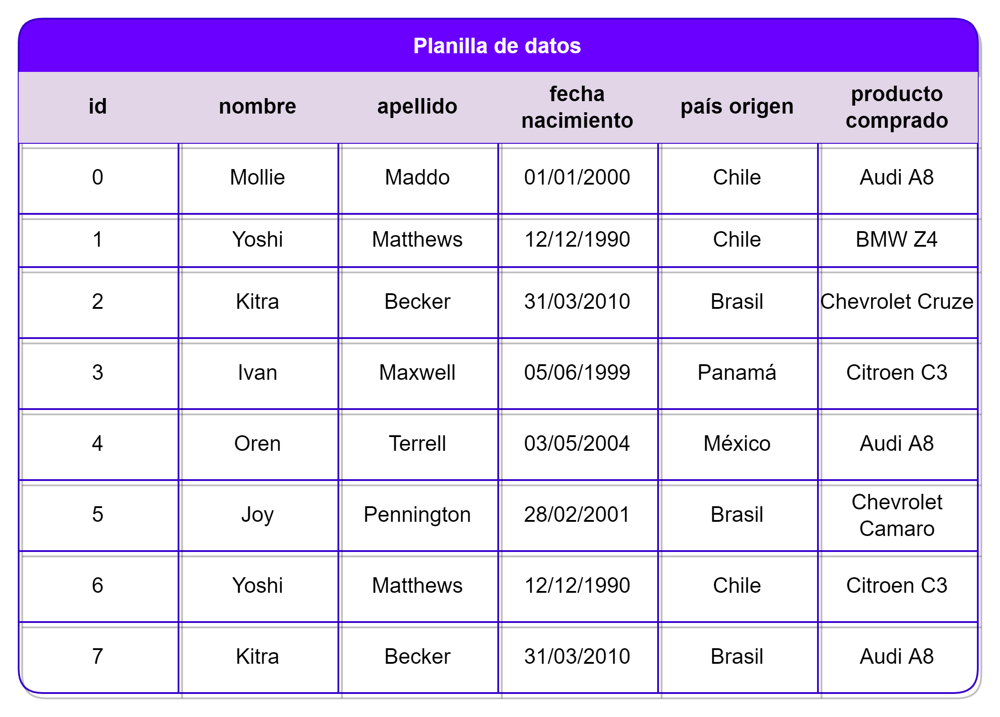 Planilla de datos
id nombre apellido fecha nacimiento país origen producto comprado
0 Mollie Maddo 01/01/2000 Chile Audi A8
1 Yoshi Matthews 12/12/1990 Chile BMW Z4
2 Kitra Becker 31/03/2010 Brasil Chevrolet Cruze
3 Ivan Maxwell 05/06/1999 Panamá Citroen C3
4 Oren Terrell 03/05/2004 México Audi A8
5 Joy Pennington 28/02/2001 Brasil Chevrolet Camaro
6 Yoshi Matthews 12/12/1990 Chile Citroen C3
7 Kitra Becker 31/03/2010 Brasil Audi A8